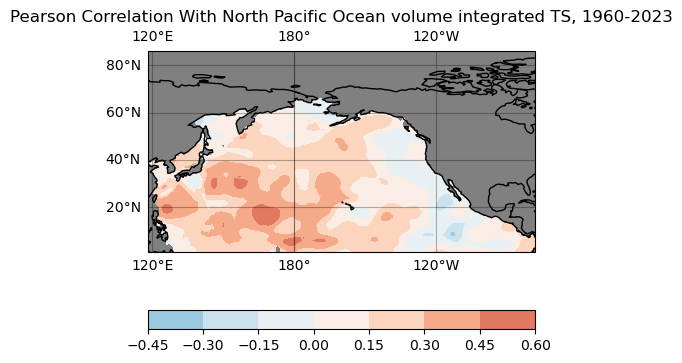 Pearson Correlation With North Pacific Ocean volume integrated TS, 1960-2023
120°E 180° 120°W
80°N
60°N
40°N
20°N
120°E 180° 120°W
−0.45 −0.30 −0.15 0.00 0.15 0.30 0.45 0.60